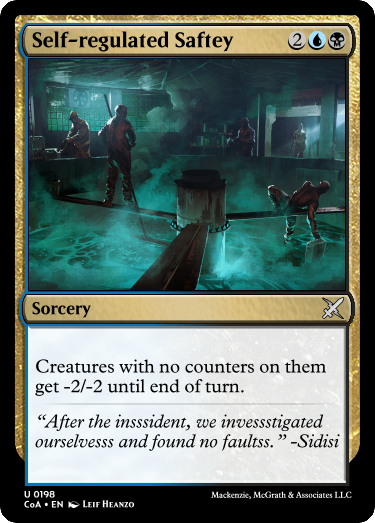 Self-regulated Saftey 2
Sorcery
Creatures with no counters on them
get -2/-2 until end of turn.
“After the insssident, we invessstigated
ourselvesss and found no faultss.” -Sidisi
U 0198
CoA • EN Leif Heanzo
Mackenzie, McGrath & Associates LLC